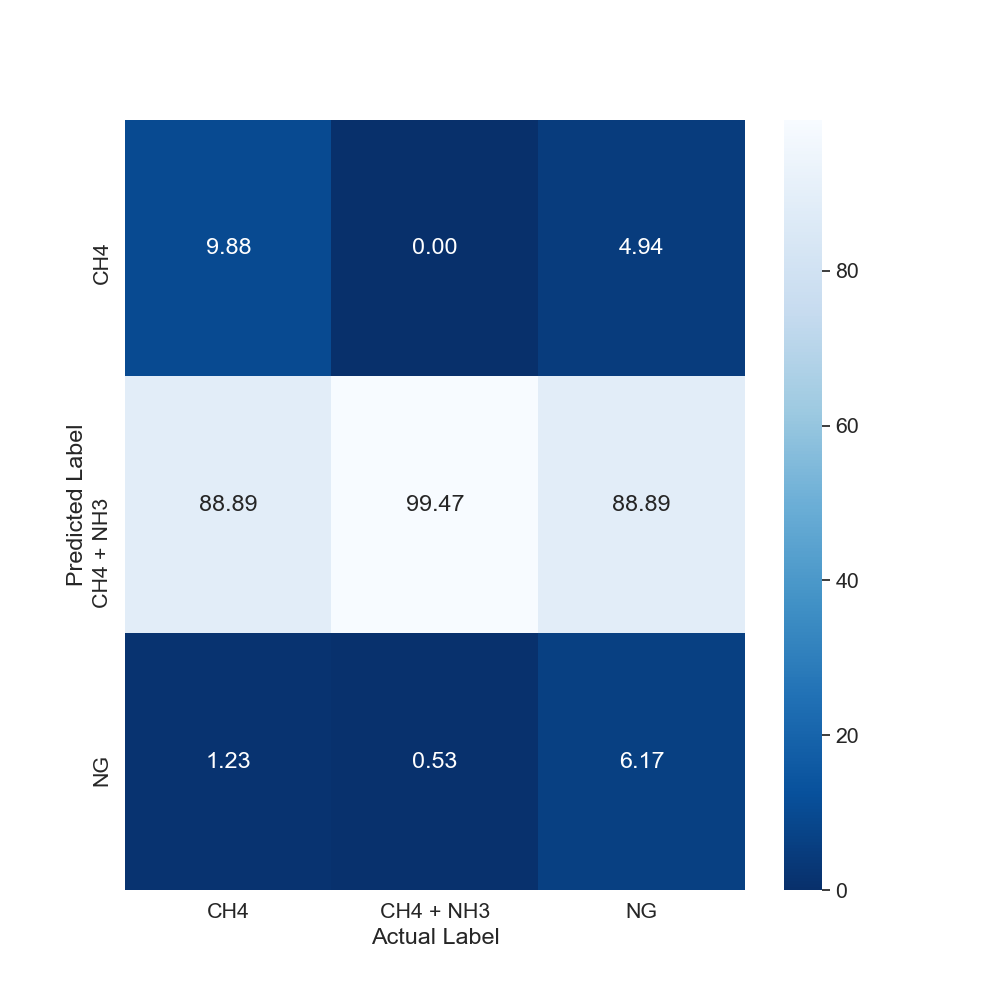 CH4
9.88 0.00 4.94
80
60
Predicted Label
CH4 + NH3
88.89 99.47 88.89
40
20
NG
1.23 0.53 6.17
0
CH4 CH4 + NH3 NG
Actual Label